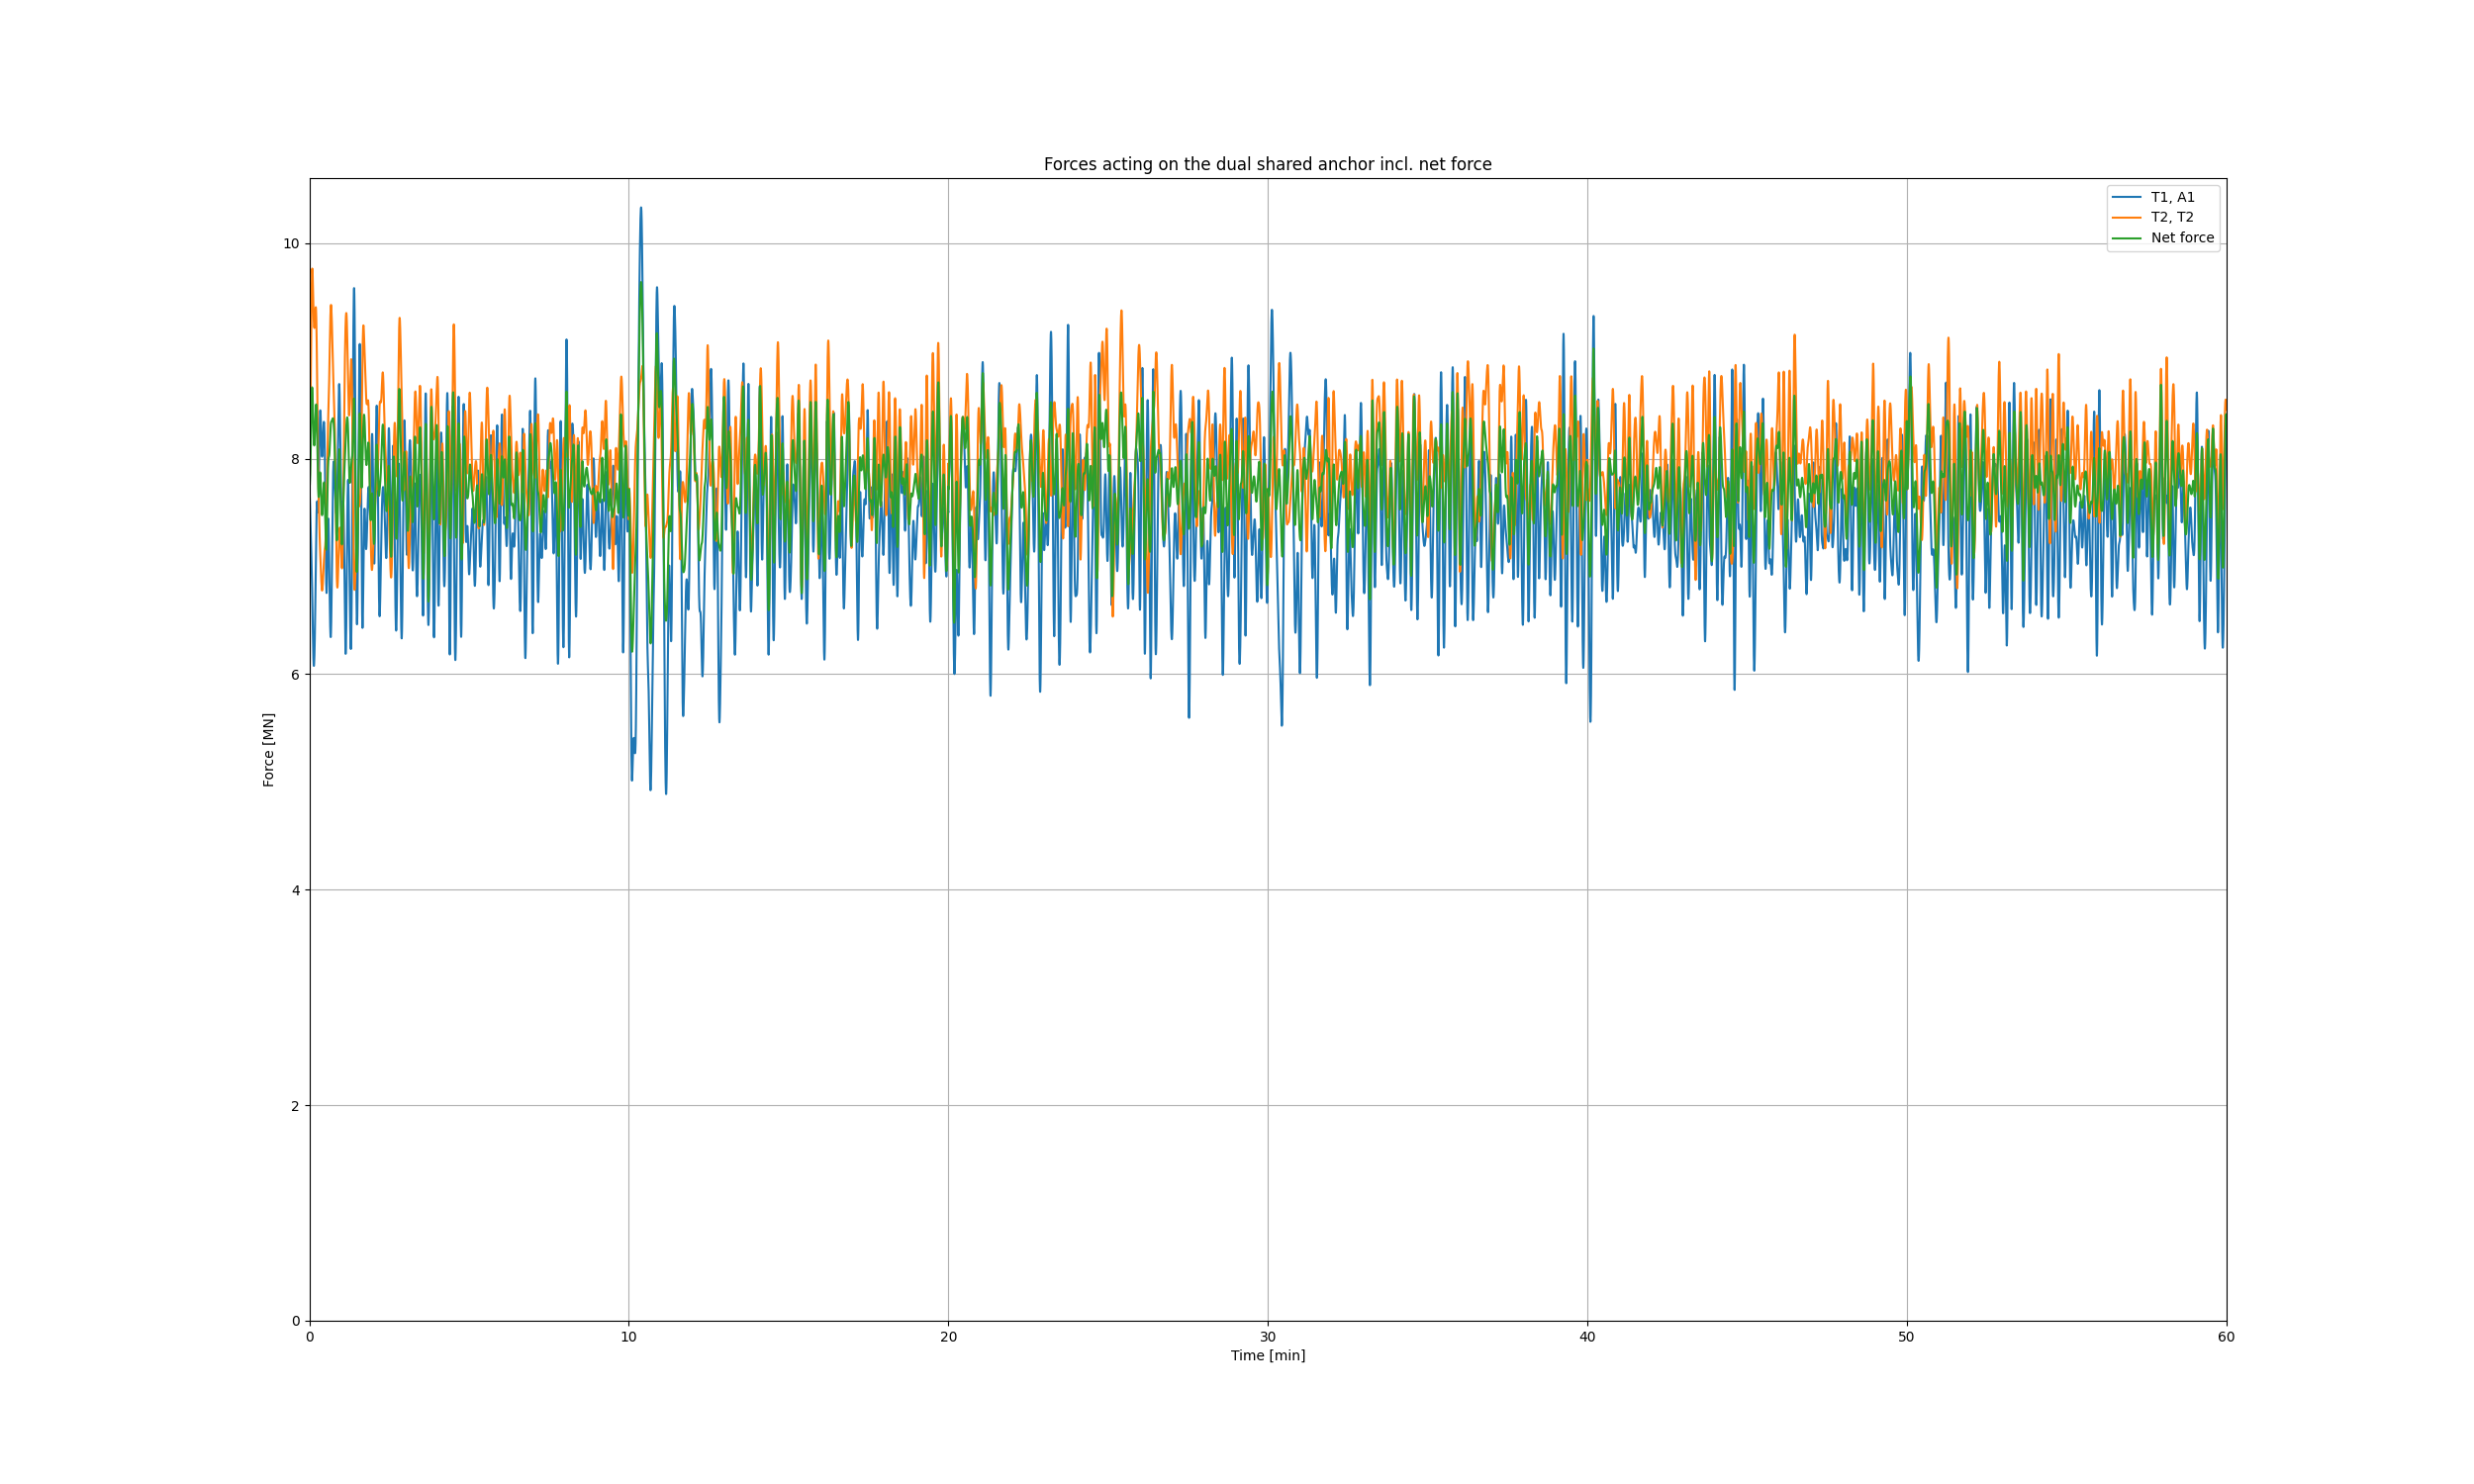 Forces acting on the dual shared anchor incl. net force
T1, A1
T2, T2
Net force
10
8
6
4
2
0
Force [MN]
0 10 20 30 40 50 60
Time [min]